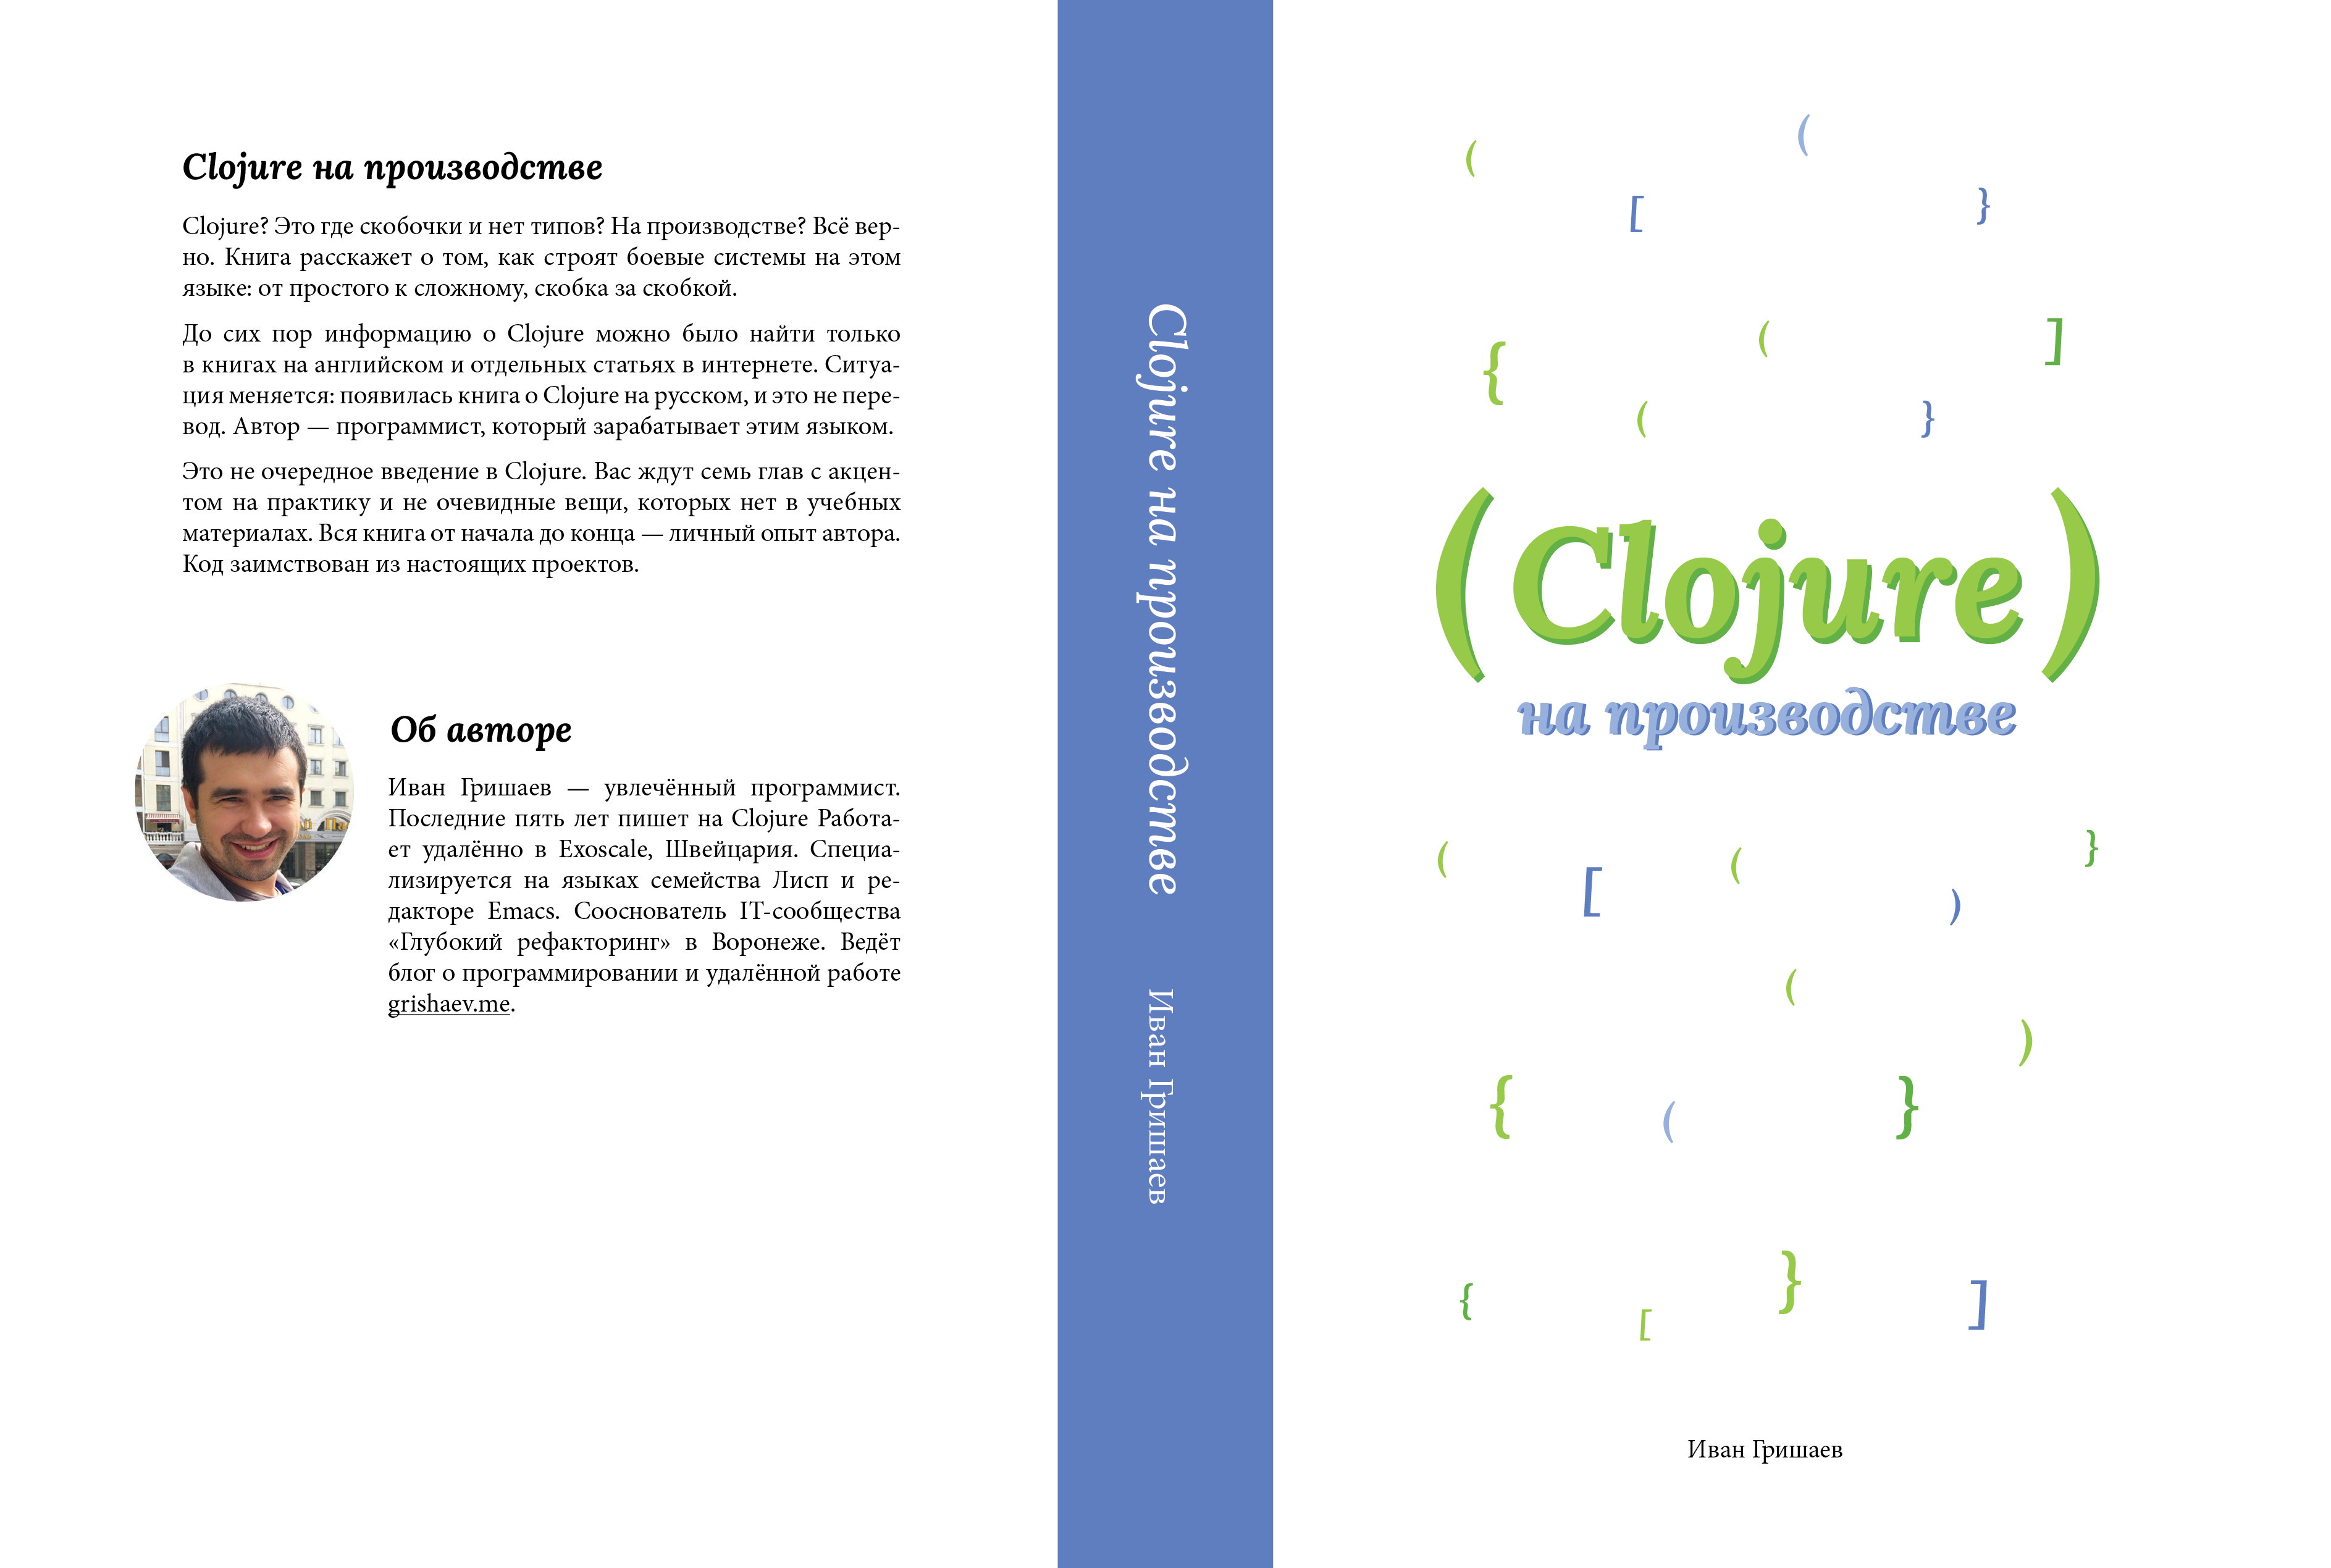 Clojure на производстве
Clojure? Это где скобочки и нет типов? На производстве? Всё вер-
но. Книга расскажет о том, как строят боевые системы на этом
языке: от простого к сложному, скобка за скобкой.
До сих пор информацию о Clojure можно было найти только
в книгах на английском и отдельных статьях в интернете. Ситуа-
ция меняется: появилась книга о Clojure на русском, и это не пере-
вод. Автор — программист, который зарабатывает этим языком.
Это не очередное введение в Clojure. Вас ждут семь глав с акцен-
том на практику и не очевидные вещи, которых нет в учебных
материалах. Вся книга от начала до конца — личный опыт автора.
Код заимствован из настоящих проектов.
Об авторе
Иван Гришаев — увлечённый программист.
Последние пять лет пишет на Clojure Работа-
ет удалённо в Exoscale, Швейцария. Специа-
лизируется на языках семейства Лисп и ре-
дакторе Emacs. Сооснователь IT-сообщества
«Глубокий рефакторинг» в Воронеже. Ведёт
блог о программировании и удалённой работе
grishaev.me.
Clojure на производстве
Иван Гришаев
( (
[ }
{ ( ]
( }
(Clojure)
на производстве
( [ ( ) }
(
)
{ ( }
{ [ } ]
Иван Гришаев